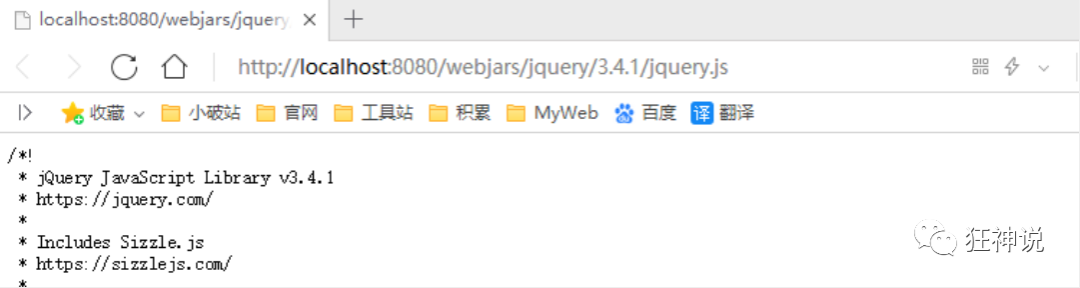 localhost:8080/webjars/jquery
http://localhost:8080/webjars/jquery/3.4.1/jquery.js
收藏 小破站 官网 工具站 积累 MyWeb 百度 译 翻译
/*!
* jQuery JavaScript Library v3.4.1
* https://jquery.com/
*
* Includes Sizzle.js
* https://sizzlejs.com/
*
狂神说